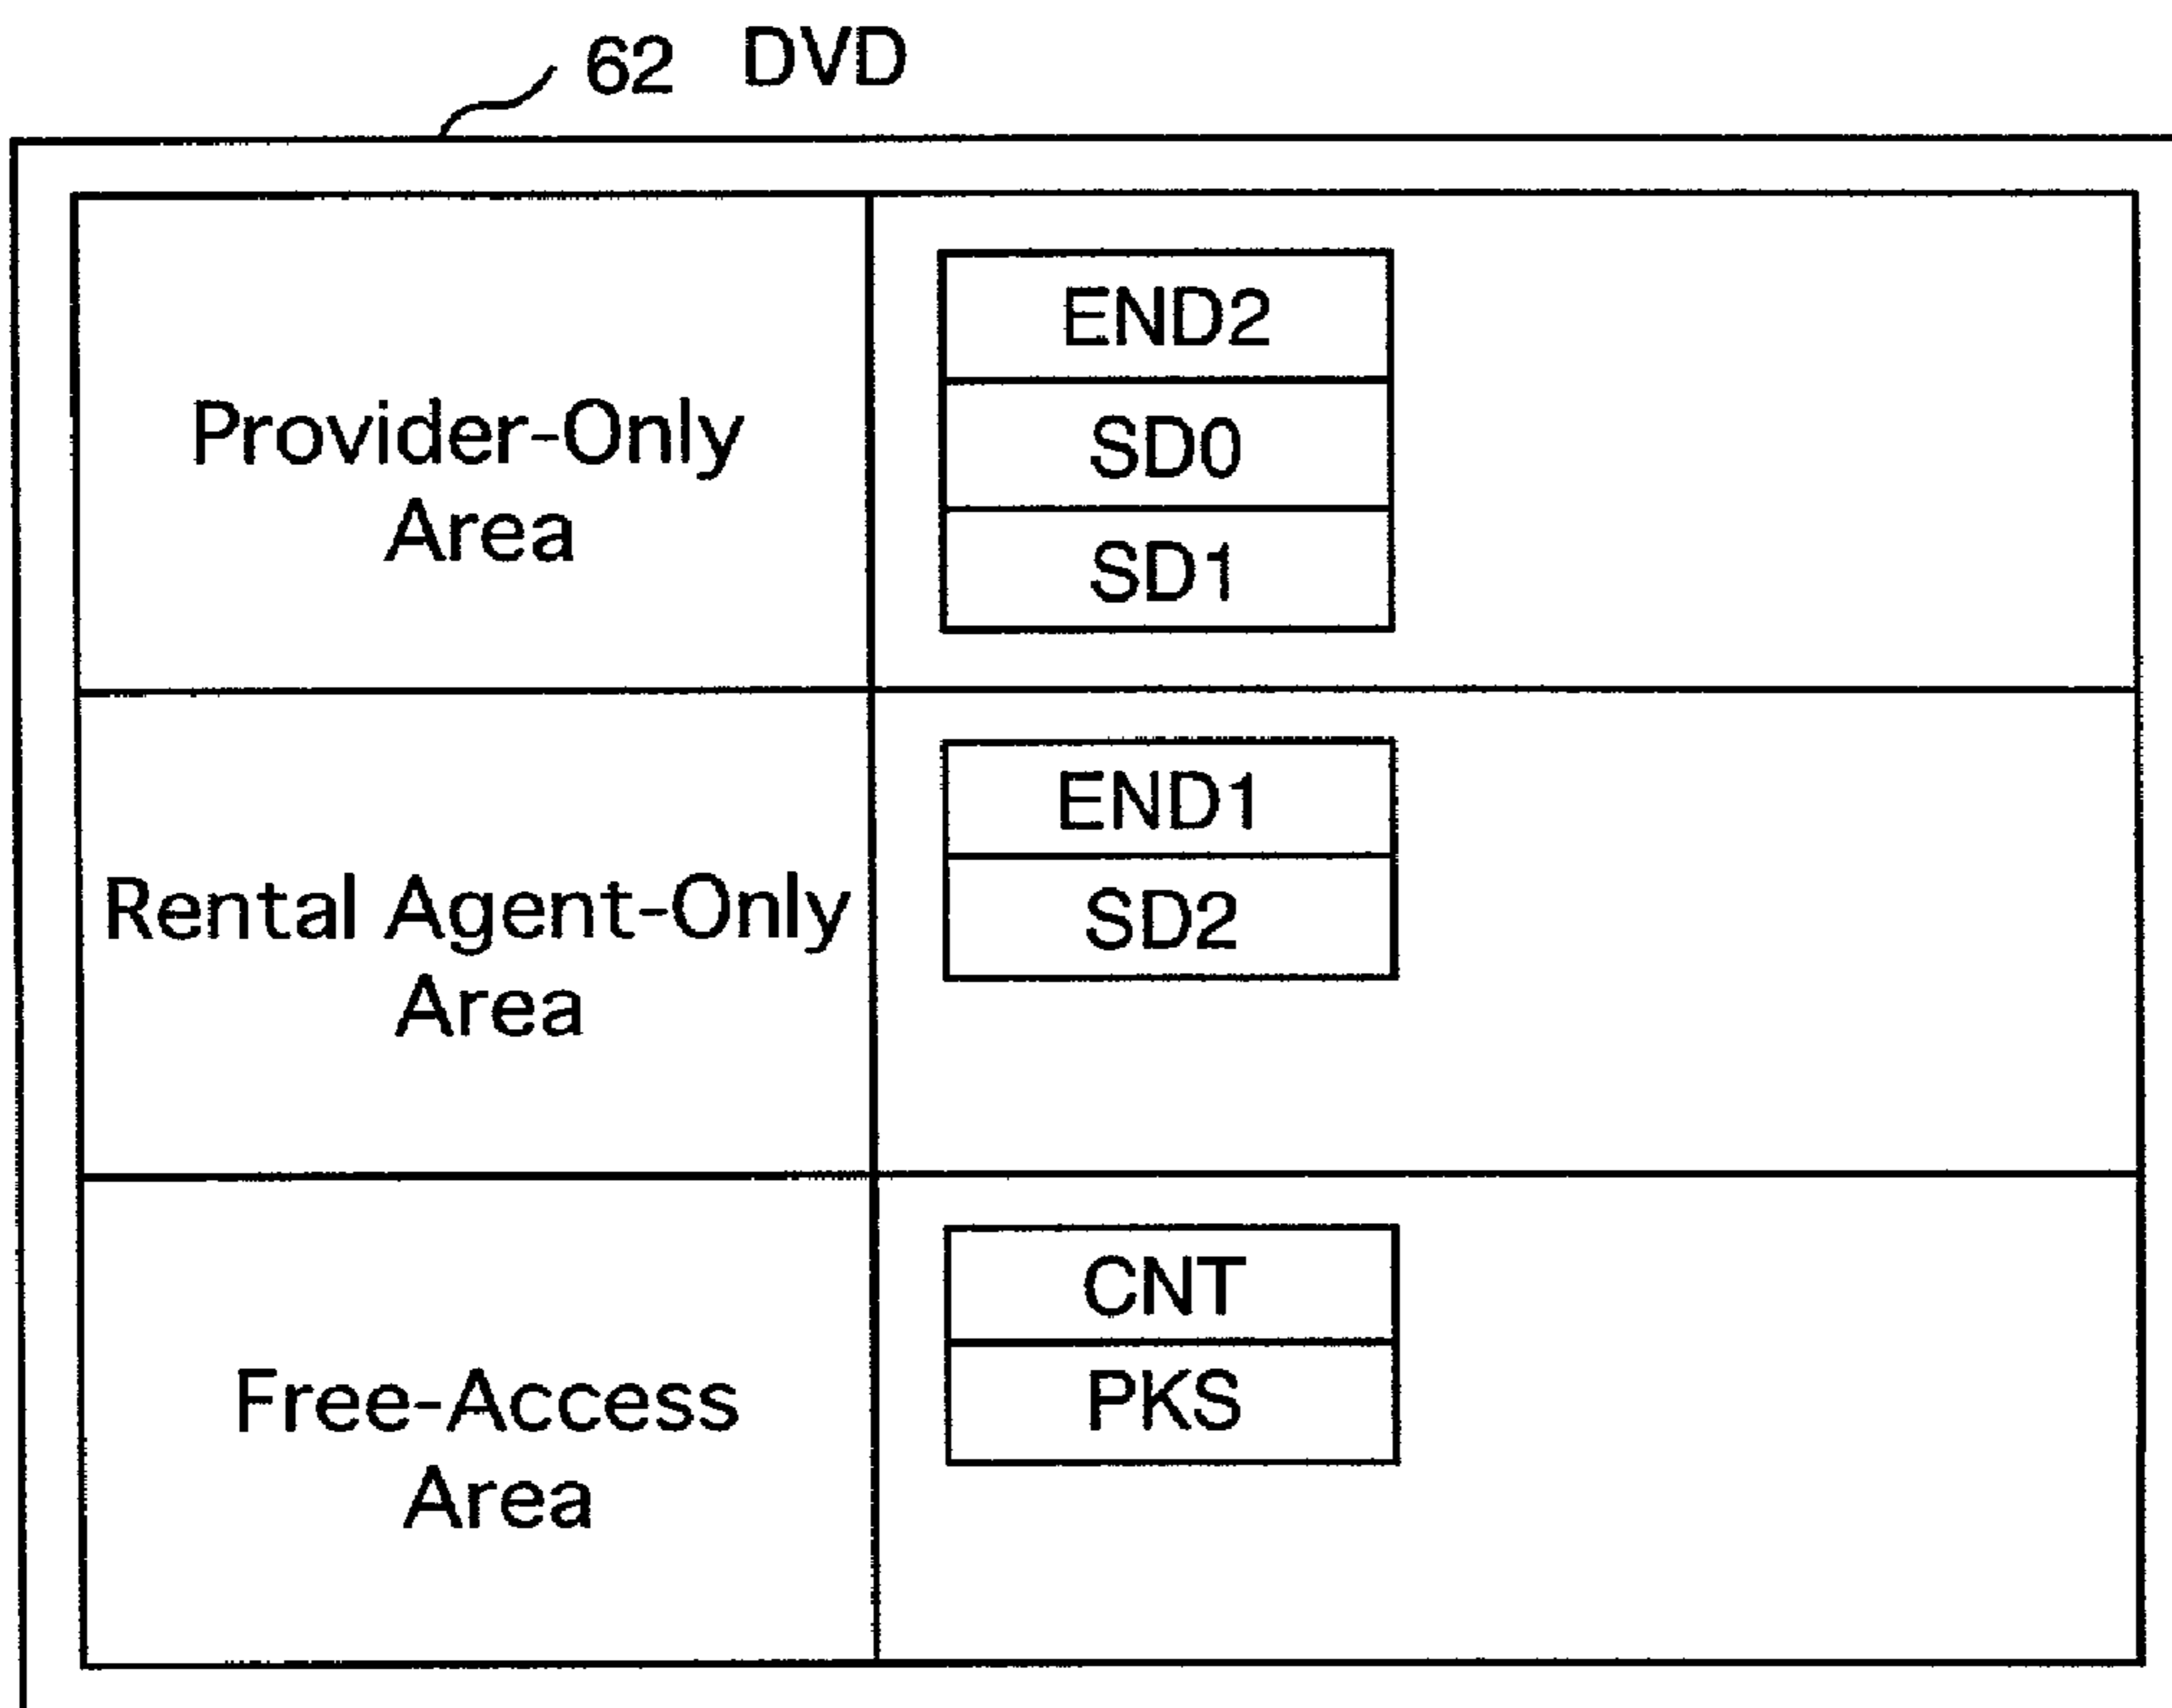 62 DVD
Provider-Only
Area
END2
SD0
SD1
Rental Agent-Only
Area
END1
SD2
Free-Access
Area
CNT
PKS